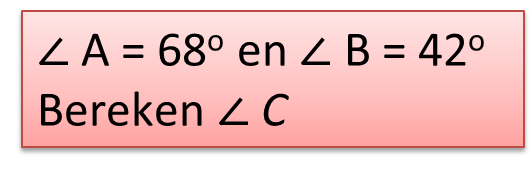 ∠ A = 68° en ∠ B = 42°
Bereken ∠ C